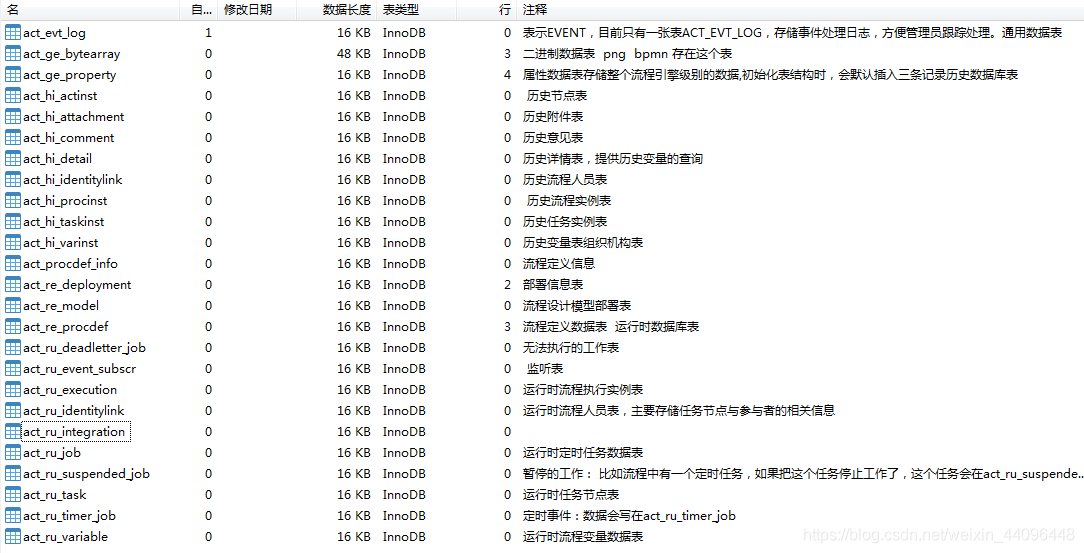 名 自... 修改日期 数据长度 表类型 行 注释
act_evt_log 1 16 KB InnoDB 0 表示EVENT，目前只有一张表ACT_EVT_LOG，存储事件处理日志，方便管理员跟踪处理。通用数据表
act_ge_bytearray 0 48 KB InnoDB 3 二进制数据表 png bpmn 存在这个表
act_ge_property 0 16 KB InnoDB 4 属性数据表存储整个流程引擎级别的数据,初始化表结构时，会默认插入三条记录历史数据库表
act_hi_actinst 0 16 KB InnoDB 0 历史节点表
act_hi_attachment 0 16 KB InnoDB 0 历史附件表
act_hi_comment 0 16 KB InnoDB 0 历史意见表
act_hi_detail 0 16 KB InnoDB 0 历史详情表，提供历史变量的查询
act_hi_identitylink 0 16 KB InnoDB 0 历史流程人员表
act_hi_procinst 0 16 KB InnoDB 0 历史流程实例表
act_hi_taskinst 0 16 KB InnoDB 0 历史任务实例表
act_hi_varinst 0 16 KB InnoDB 0 历史变量表组织机构表
act_procdef_info 0 16 KB InnoDB 0 流程定义信息
act_re_deployment 0 16 KB InnoDB 2 部署信息表
act_re_model 0 16 KB InnoDB 0 流程设计模型部署表
act_re_procdef 0 16 KB InnoDB 3 流程定义数据表 运行时数据库表
act_ru_deadletter_job 0 16 KB InnoDB 0 无法执行的工作表
act_ru_event_subscr 0 16 KB InnoDB 0 监听表
act_ru_execution 0 16 KB InnoDB 0 运行时流程执行实例表
act_ru_identitylink 0 16 KB InnoDB 0 运行时流程人员表，主要存储任务节点与参与者的相关信息
act_ru_integration 0 16 KB InnoDB 0
act_ru_job 0 16 KB InnoDB 0 运行时定时任务数据表
act_ru_suspended_job 0 16 KB InnoDB 0 暂停的工作： 比如流程中有一个定时任务，如果把这个任务停止工作了，这个任务会在act_ru_suspende...
act_ru_task 0 16 KB InnoDB 0 运行时任务节点表
act_ru_timer_job 0 16 KB InnoDB 0 定时事件：数据会写在act_ru_timer_job
act_ru_variable 0 16 KB InnoDB 0 运行时流程变量数据表
https://blog.csdn.net/weixin_44096448